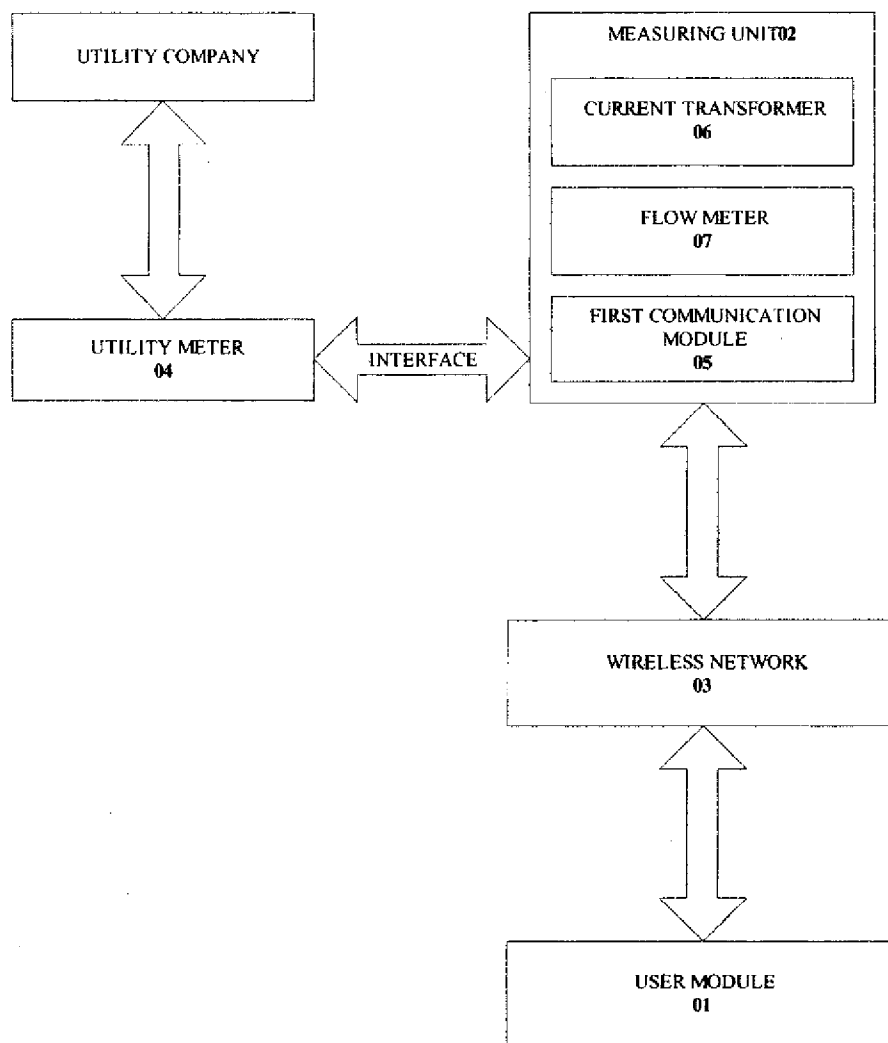 UTILITY COMPANY
MEASURING UNIT02
CURRENT TRANSFORMER
06
FLOW METER
07
FIRST COMMUNICATION
MODULE
05
UTILITY METER
04
INTERFACE
WIRELESS NETWORK
03
USER MODULE
01